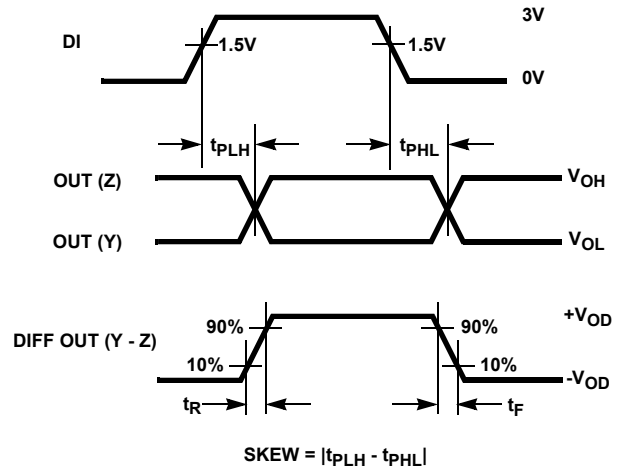 3V
DI
1.5V
1.5V
0V
tPLH
tPHL
OUT (Z)
VOH
OUT (Y)
VOL
+VOD
90%
90%
DIFF OUT (Y - Z)
10%
10%
-VOD
tR
tF
SKEW = |tPLH - tPHL|